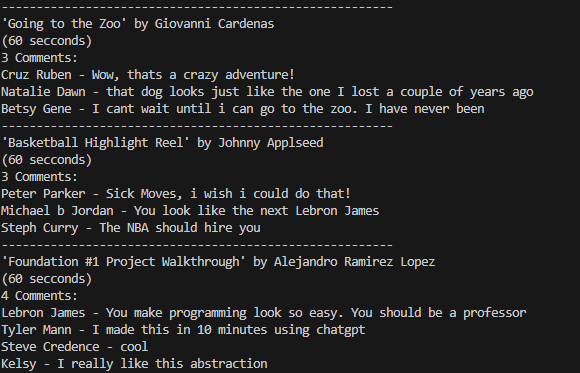 --------------------------------------------------------
'Going to the Zoo' by Giovanni Cardenas
(60 secconds)
3 Comments:
Cruz Ruben - Wow, thats a crazy adventure!
Natalie Dawn - that dog looks just like the one I lost a couple of years ago
Betsy Gene - I cant wait until i can go to the zoo. I have never been
--------------------------------------------------------
'Basketball Highlight Reel' by Johnny Applseed
(60 secconds)
3 Comments:
Peter Parker - Sick Moves, i wish i could do that!
Michael b Jordan - You look like the next Lebron James
Steph Curry - The NBA should hire you
--------------------------------------------------------
'Foundation #1 Project Walkthrough' by Alejandro Ramirez Lopez
(60 secconds)
4 Comments:
Lebron James - You make programming look so easy. You should be a professor
Tyler Mann - I made this in 10 minutes using chatgpt
Steve Credence - cool
Kelsy - I really like this abstraction